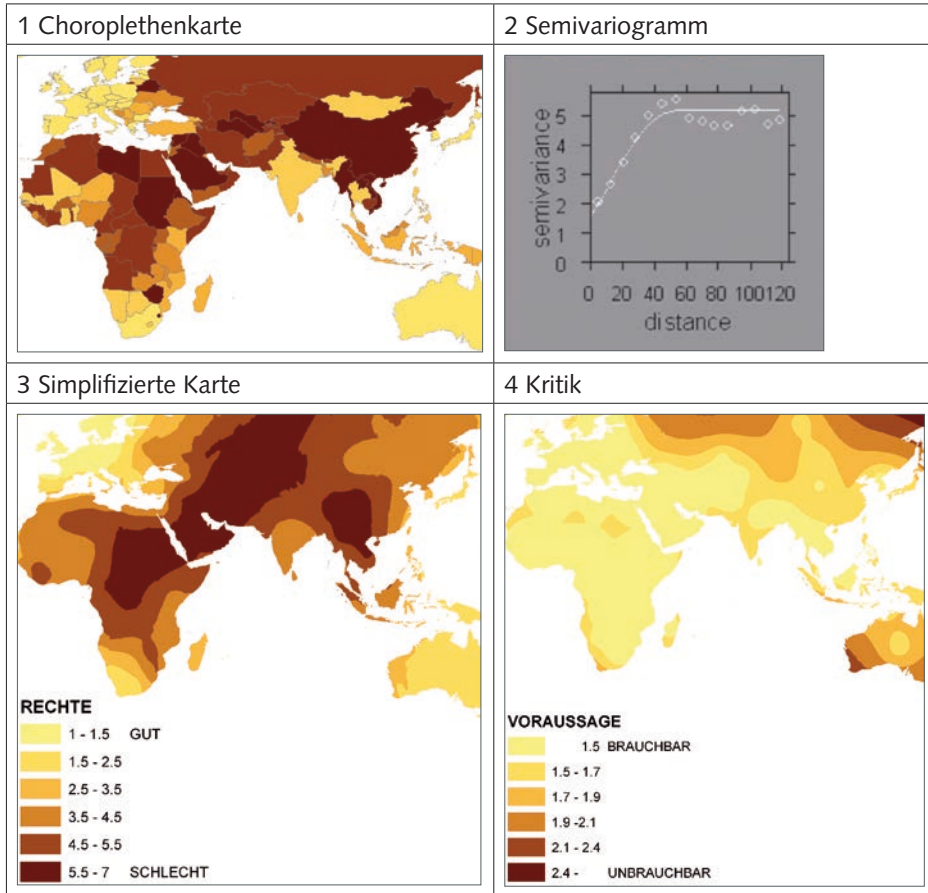 1 Choroplethenkarte
2 Semivariogramm
semivariance
5
4
3
2
1
0
0 20 40 60 80 100120
distance
3 Simplifizierte Karte
4 Kritik
RECHTE
1 - 1.5 GUT
1.5 - 2.5
2.5 - 3.5
3.5 - 4.5
4.5 - 5.5
5.5 - 7 SCHLECHT
VORAUSSAGE
1.5 BRAUCHBAR
1.5 - 1.7
1.7 - 1.9
1.9 -2.1
2.1 - 2.4
2.4 - UNBRAUCHBAR